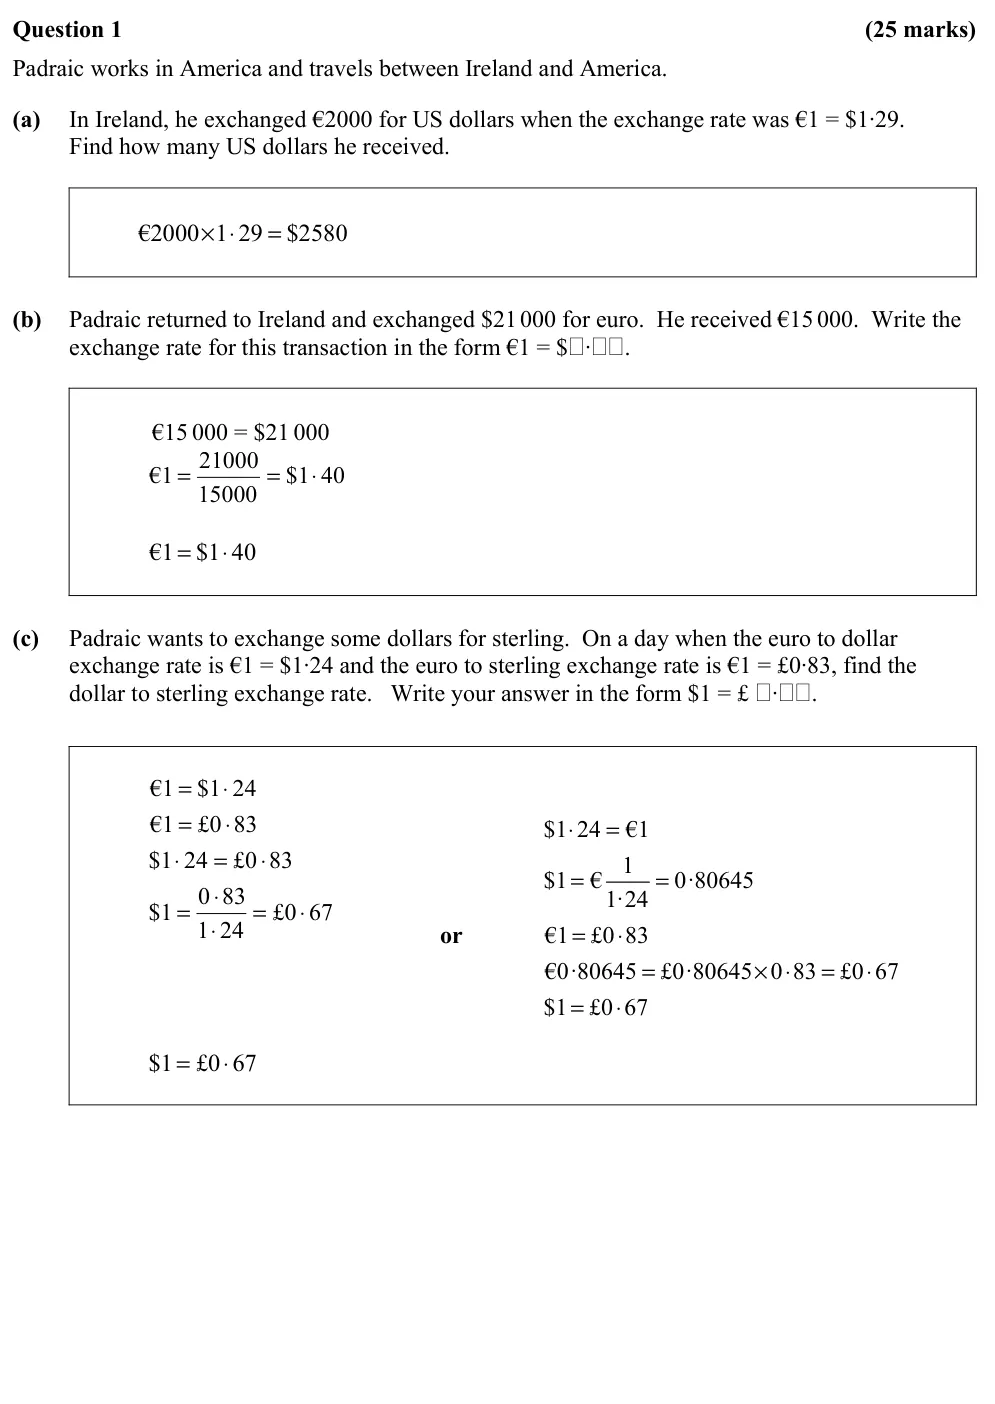 Question 1 (25 marks)
Padraic works in America and travels between Ireland and America.
(a) In Ireland, he exchanged €2000 for US dollars when the exchange rate was €1 = $1·29.
Find how many US dollars he received.
€2000×1·29 = $2580
(b) Padraic returned to Ireland and exchanged $21 000 for euro. He received €15 000. Write the
exchange rate for this transaction in the form €1 = $□·□□.
€15 000 = $21 000
€1 = 21000/15000 = $1·40
€1 = $1·40
(c) Padraic wants to exchange some dollars for sterling. On a day when the euro to dollar
exchange rate is €1 = $1·24 and the euro to sterling exchange rate is €1 = £0·83, find the
dollar to sterling exchange rate. Write your answer in the form $1 = £ □·□□.
€1 = $1·24
€1 = £0·83
$1·24 = £0·83
$1 = 0·83/1·24 = £0·67
$1 = £0·67
or
$1·24 = €1
$1 = € 1/1·24 = 0·80645
€1 = £0·83
€0·80645 = £0·80645×0·83 = £0·67
$1 = £0·67